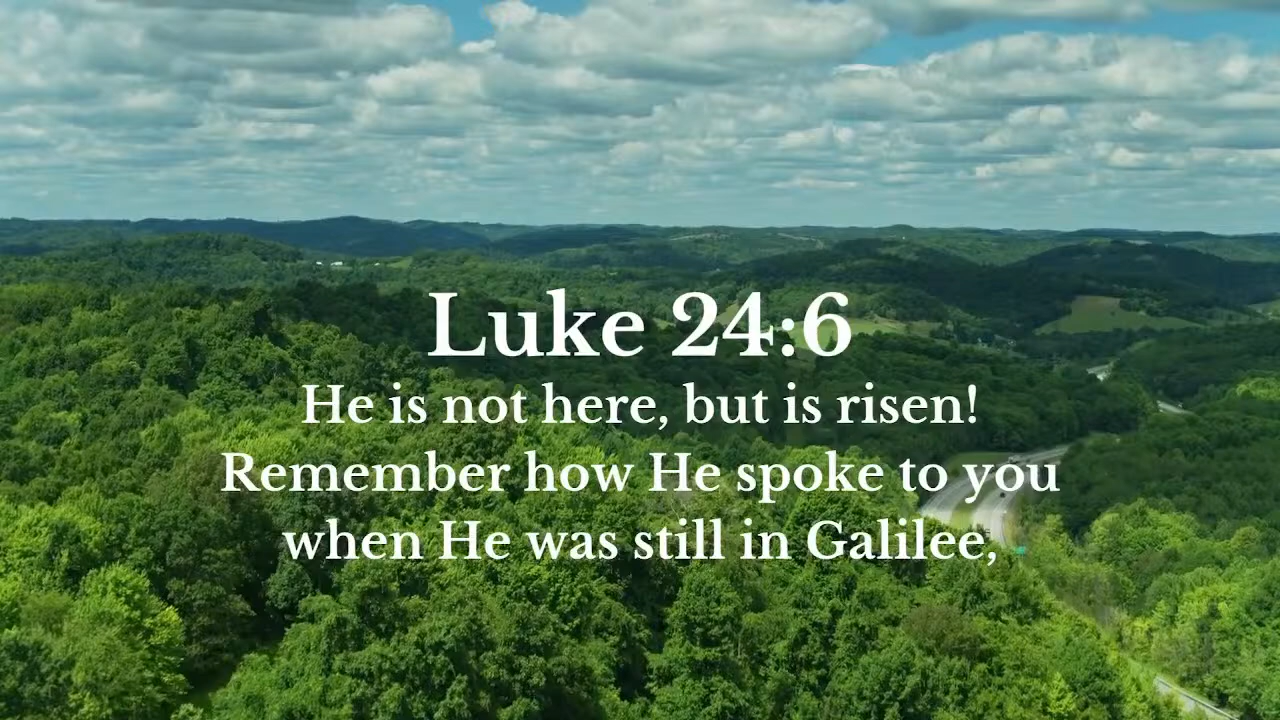 Luke 24:6
He is not here, but is risen!
Remember how He spoke to you
when He was still in Galilee,